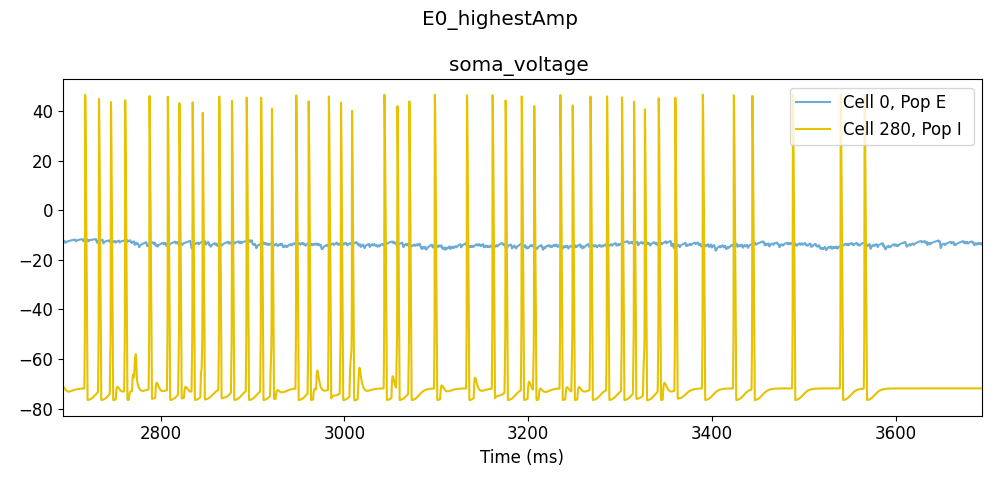 E0_highestAmp
soma_voltage
Cell 0, Pop E
Cell 280, Pop I
40
20
0
−20
−40
−60
−80
2800
3000
3200
3400
3600
Time (ms)